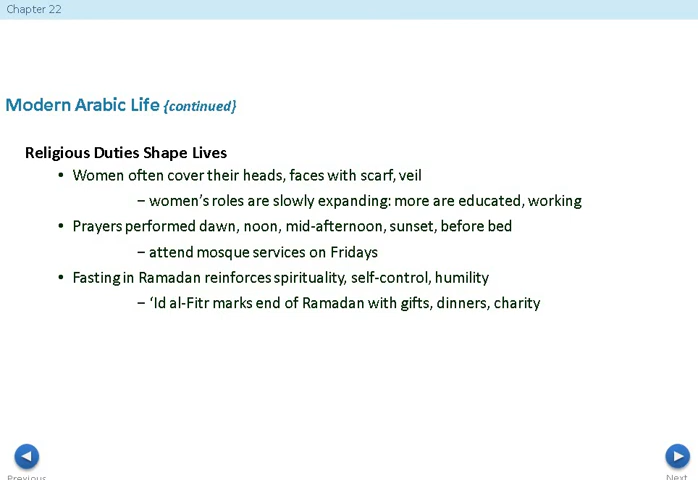 Chapter 22
Modern Arabic Life {continued}
Religious Duties Shape Lives
• Women often cover their heads, faces with scarf, veil
– women's roles are slowly expanding: more are educated, working
• Prayers performed dawn, noon, mid-afternoon, sunset, before bed
– attend mosque services on Fridays
• Fasting in Ramadan reinforces spirituality, self-control, humility
– ‘Id al-Fitr marks end of Ramadan with gifts, dinners, charity
Previous
Next